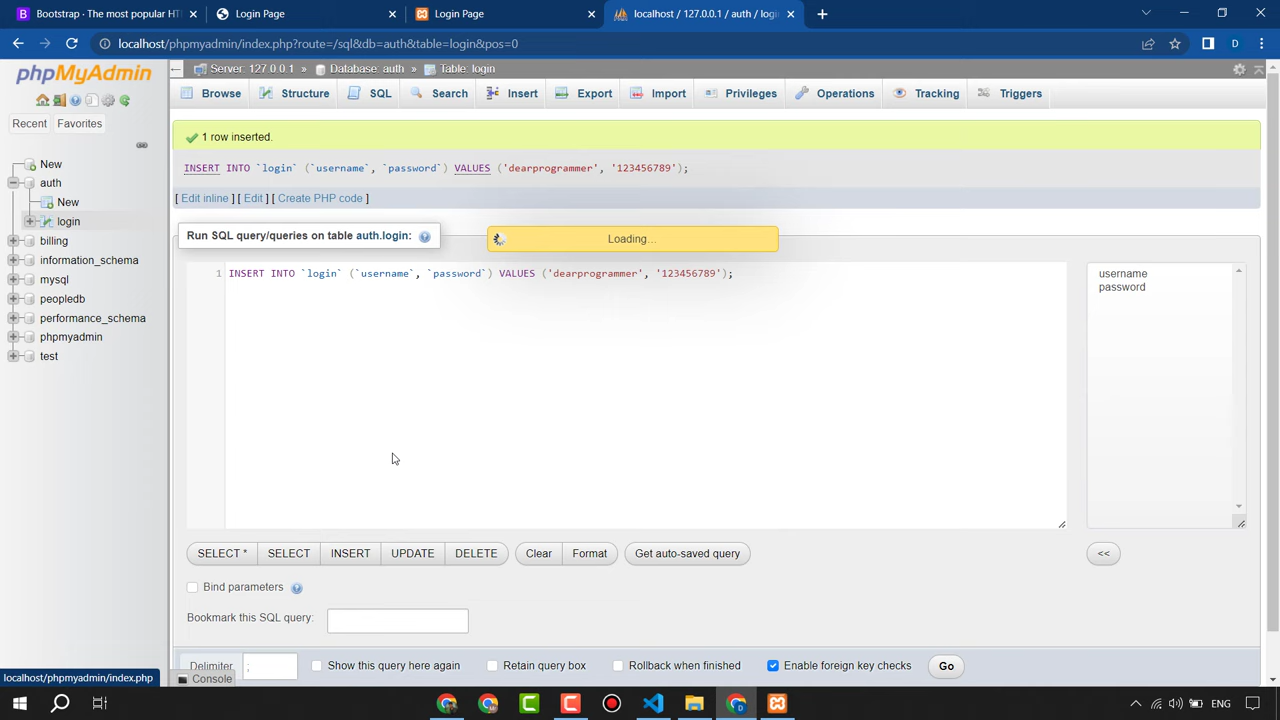 Bootstrap · The most popular HT
Login Page
Login Page
localhost / 127.0.0.1 / auth / logi
localhost/phpmyadmin/index.php?route=/sql&db=auth&table=login&pos=0
D
phpMyAdmin
Recent
Favorites
New
auth
New
login
billing
information_schema
mysql
peopledb
performance_schema
phpmyadmin
test
Server: 127.0.0.1 » Database: auth » Table: login
Browse
Structure
SQL
Search
Insert
Export
Import
Privileges
Operations
Tracking
Triggers
1 row inserted.
INSERT INTO `login` (`username`, `password`) VALUES ('dearprogrammer', '123456789');
[ Edit inline ] [ Edit ] [ Create PHP code ]
Run SQL query/queries on table auth.login:
Loading…
1 INSERT INTO `login` (`username`, `password`) VALUES ('dearprogrammer', '123456789');
username
password
SELECT *
SELECT
INSERT
UPDATE
DELETE
Clear
Format
Get auto-saved query
<<
Bind parameters
Bookmark this SQL query:
Delimiter
;
Show this query here again
Retain query box
Rollback when finished
Enable foreign key checks
Go
localhost/phpmyadmin/index.php
Console
ENG